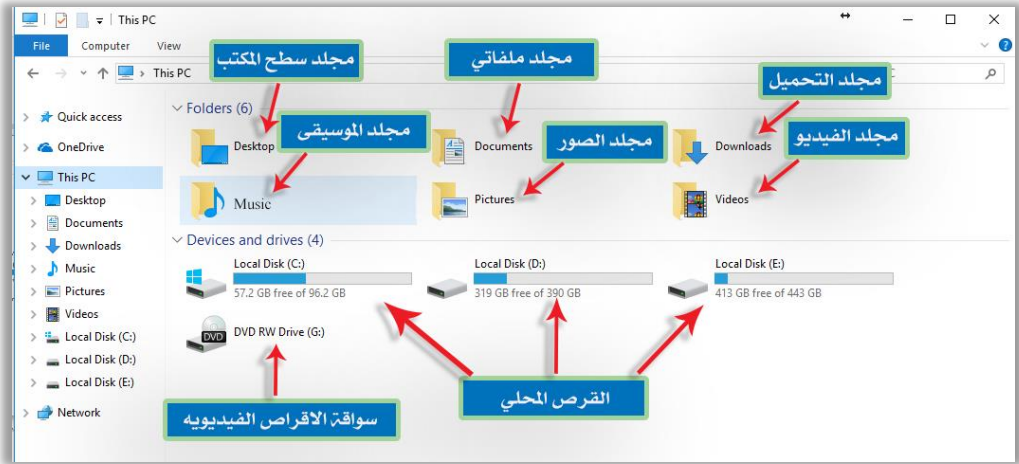 This PC
File Computer View
This PC
مجلد سطح المكتب
مجلد ملفاتي
مجلد التحميل
Quick access
OneDrive
This PC
Desktop
Documents
Downloads
Music
Pictures
Videos
Local Disk (C:)
Local Disk (D:)
Local Disk (E:)
Network
Folders (6)
Desktop
مجلد الموسيقى
Documents
مجلد الصور
Downloads
مجلد الفيديو
Music
Pictures
Videos
Devices and drives (4)
Local Disk (C:)
57.2 GB free of 96.2 GB
Local Disk (D:)
319 GB free of 390 GB
Local Disk (E:)
413 GB free of 443 GB
DVD
DVD RW Drive (G:)
القرص المحلي
سواقة الاقراص الفيديويه